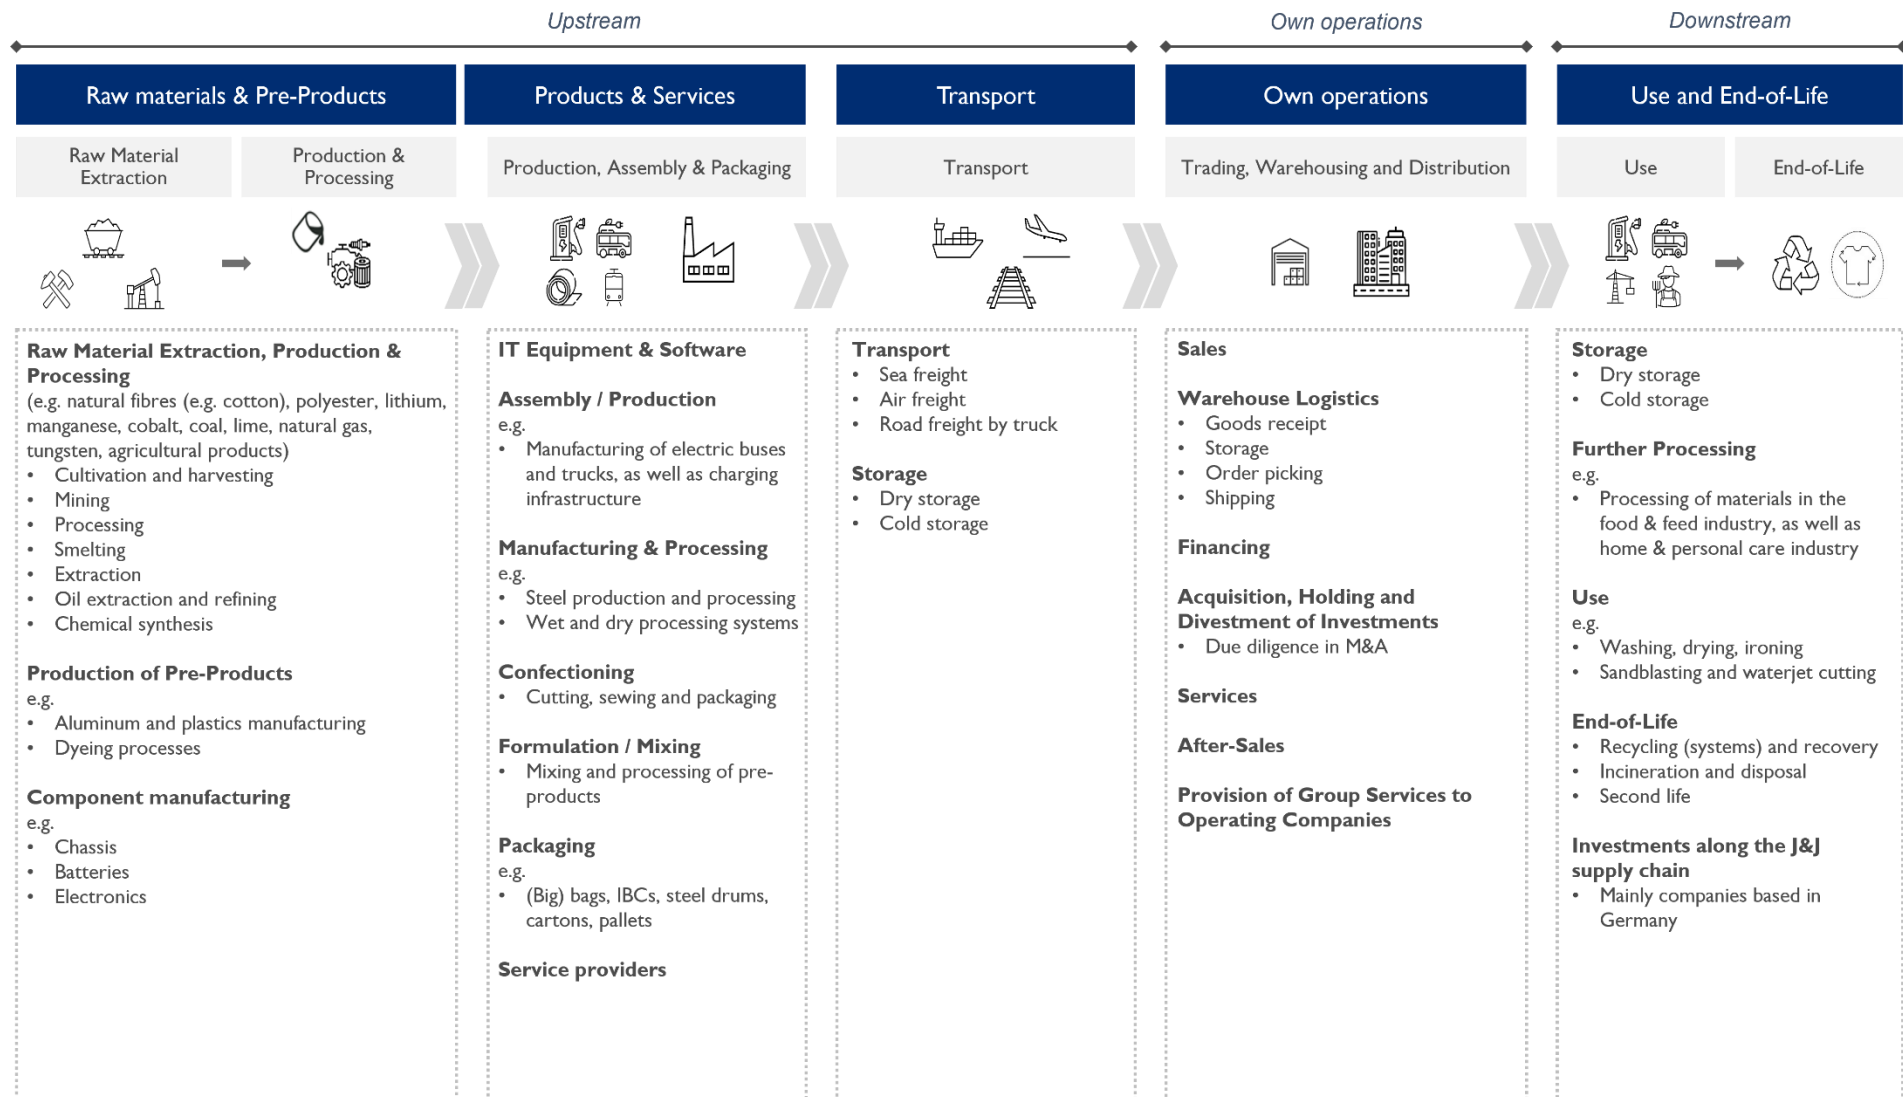 Upstream
Own operations
Downstream
Raw materials & Pre-Products
Products & Services
Transport
Own operations
Use and End-of-Life
Raw Material
Extraction
Production &
Processing
Production, Assembly & Packaging
Transport
Trading, Warehousing and Distribution
Use
End-of-Life
Raw Material Extraction, Production &
Processing
(e.g. natural fibres (e.g. cotton), polyester, lithium,
manganese, cobalt, coal, lime, natural gas,
tungsten, agricultural products)
• Cultivation and harvesting
• Mining
• Processing
• Smelting
• Extraction
• Oil extraction and refining
• Chemical synthesis
Production of Pre-Products
e.g.
• Aluminum and plastics manufacturing
• Dyeing processes
Component manufacturing
e.g.
• Chassis
• Batteries
• Electronics
IT Equipment & Software
Assembly / Production
e.g.
• Manufacturing of electric buses
and trucks, as well as charging
infrastructure
Manufacturing & Processing
e.g.
• Steel production and processing
• Wet and dry processing systems
Confectioning
• Cutting, sewing and packaging
Formulation / Mixing
• Mixing and processing of pre-
products
Packaging
e.g.
• (Big) bags, IBCs, steel drums,
cartons, pallets
Service providers
Transport
• Sea freight
• Air freight
• Road freight by truck
Storage
• Dry storage
• Cold storage
Sales
Warehouse Logistics
• Goods receipt
• Storage
• Order picking
• Shipping
Financing
Acquisition, Holding and
Divestment of Investments
• Due diligence in M&A
Services
After-Sales
Provision of Group Services to
Operating Companies
Storage
• Dry storage
• Cold storage
Further Processing
e.g.
• Processing of materials in the
food & feed industry, as well as
home & personal care industry
Use
e.g.
• Washing, drying, ironing
• Sandblasting and waterjet cutting
End-of-Life
• Recycling (systems) and recovery
• Incineration and disposal
• Second life
Investments along the J&J
supply chain
• Mainly companies based in
Germany